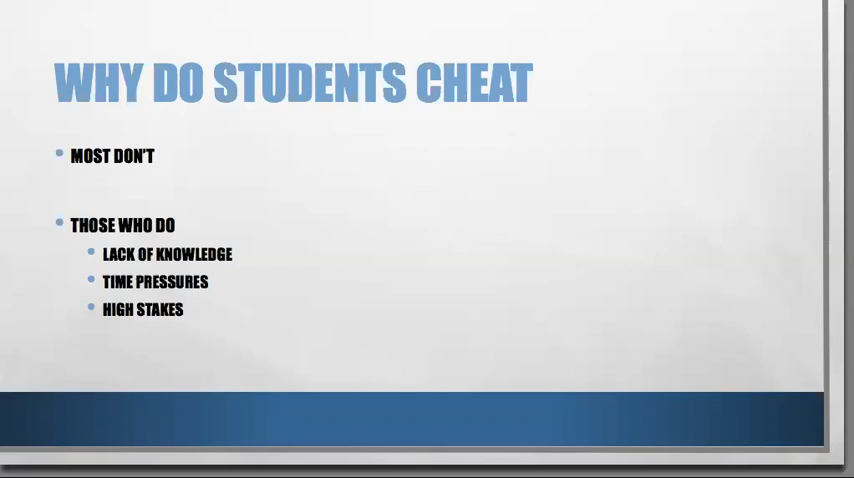 WHY DO STUDENTS CHEAT
MOST DON'T
THOSE WHO DO
LACK OF KNOWLEDGE
TIME PRESSURES
HIGH STAKES